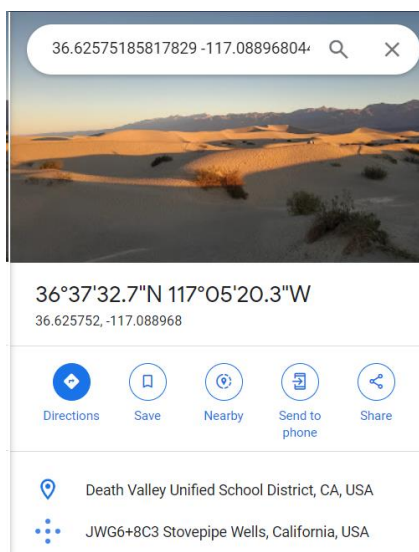 36.62575185817829 -117.08896804
36°37'32.7"N 117°05'20.3"W
36.625752, -117.088968
Directions
Save
Nearby
Send to
phone
Share
Death Valley Unified School District, CA, USA
JWG6+8C3 Stovepipe Wells, California, USA